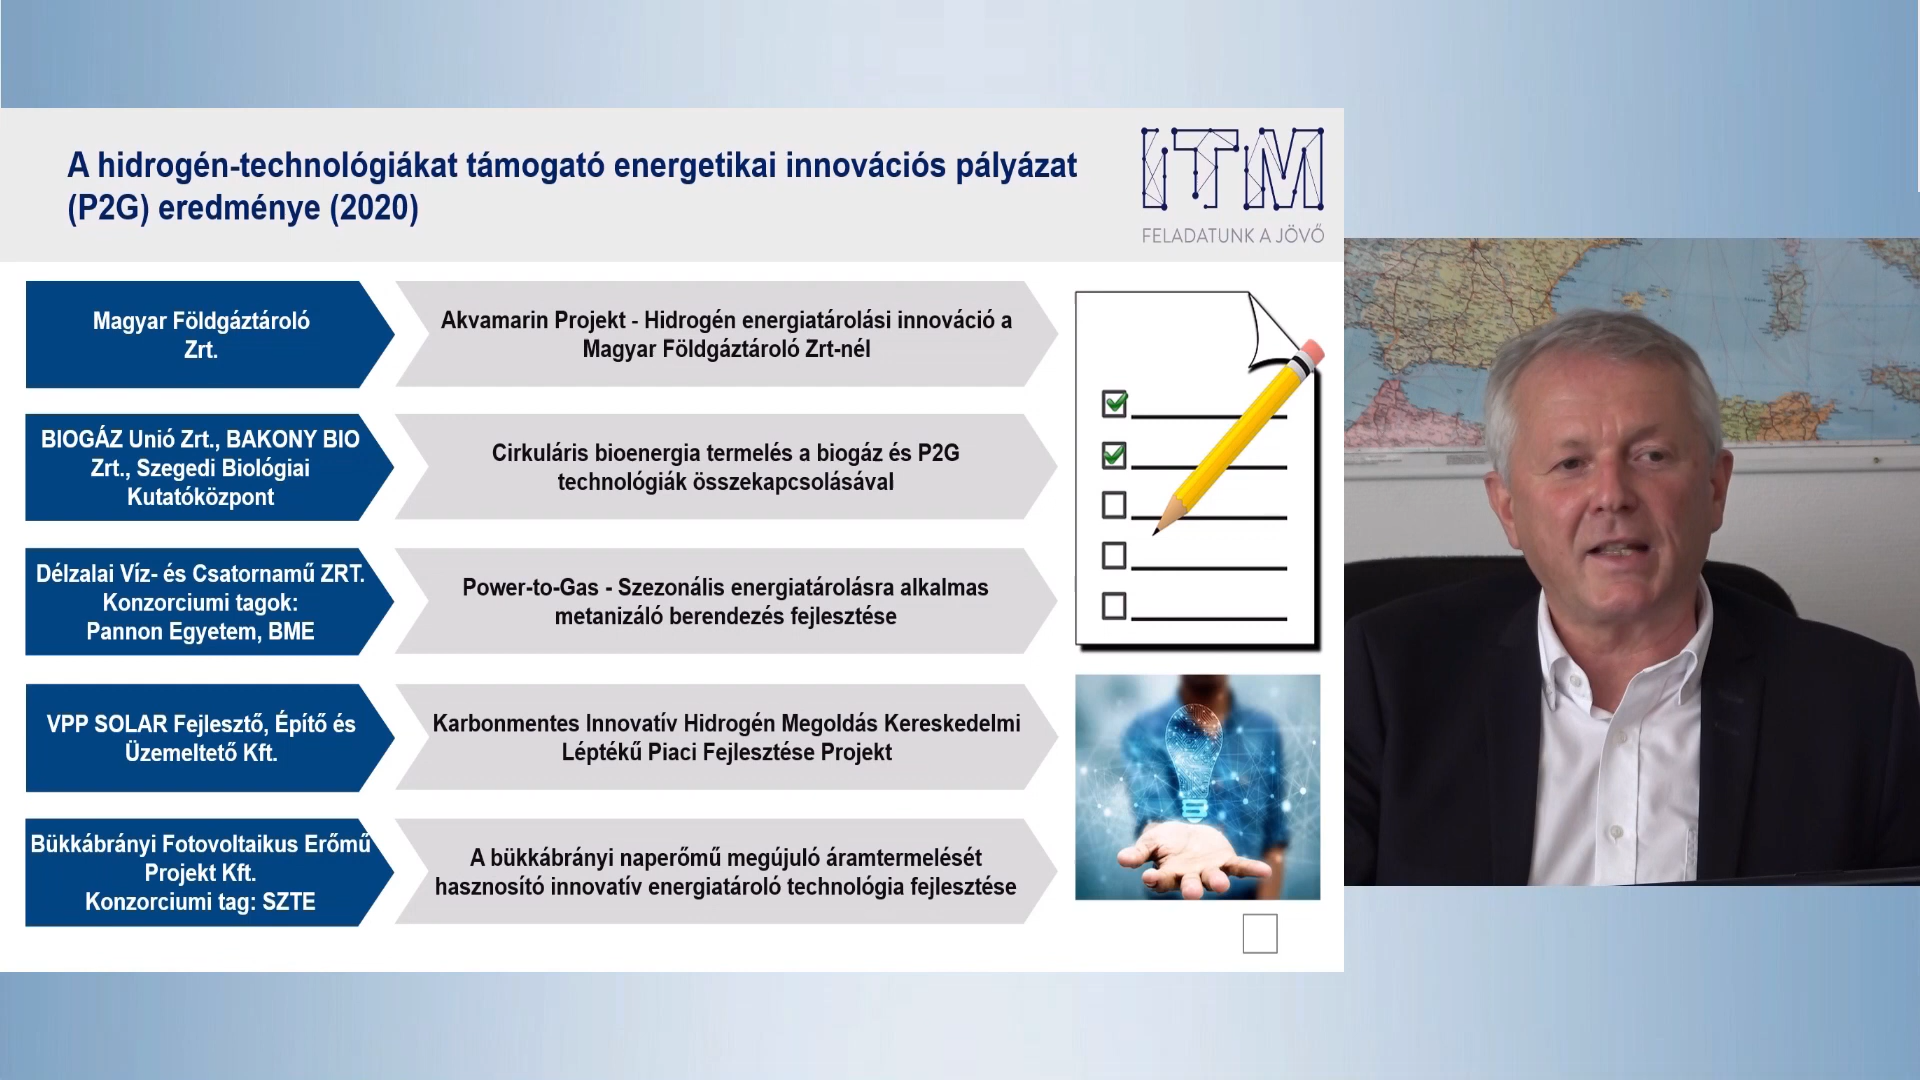 A hidrogén-technológiákat támogató energetikai innovációs pályázat
(P2G) eredménye (2020)
ITM
FELADATUNK A JÖVŐ
Magyar Földgáztároló
Zrt.
Akvamarin Projekt - Hidrogén energiatárolási innováció a
Magyar Földgáztároló Zrt-nél
BIOGÁZ Unió Zrt., BAKONY BIO
Zrt., Szegedi Biológiai
Kutatóközpont
Cirkuláris bioenergia termelés a biogáz és P2G
technológiák összekapcsolásával
Délzalai Víz- és Csatornamű ZRT.
Konzorciumi tagok:
Pannon Egyetem, BME
Power-to-Gas - Szezonális energiatárolásra alkalmas
metanizáló berendezés fejlesztése
VPP SOLAR Fejlesztő, Építő és
Üzemeltető Kft.
Karbonmentes Innovatív Hidrogén Megoldás Kereskedelmi
Léptékű Piaci Fejlesztése Projekt
Bükkábrányi Fotovoltaikus Erőmű
Projekt Kft.
Konzorciumi tag: SZTE
A bükkábrányi naperőmű megújuló áramtermelését
hasznosító innovatív energiatároló technológia fejlesztése